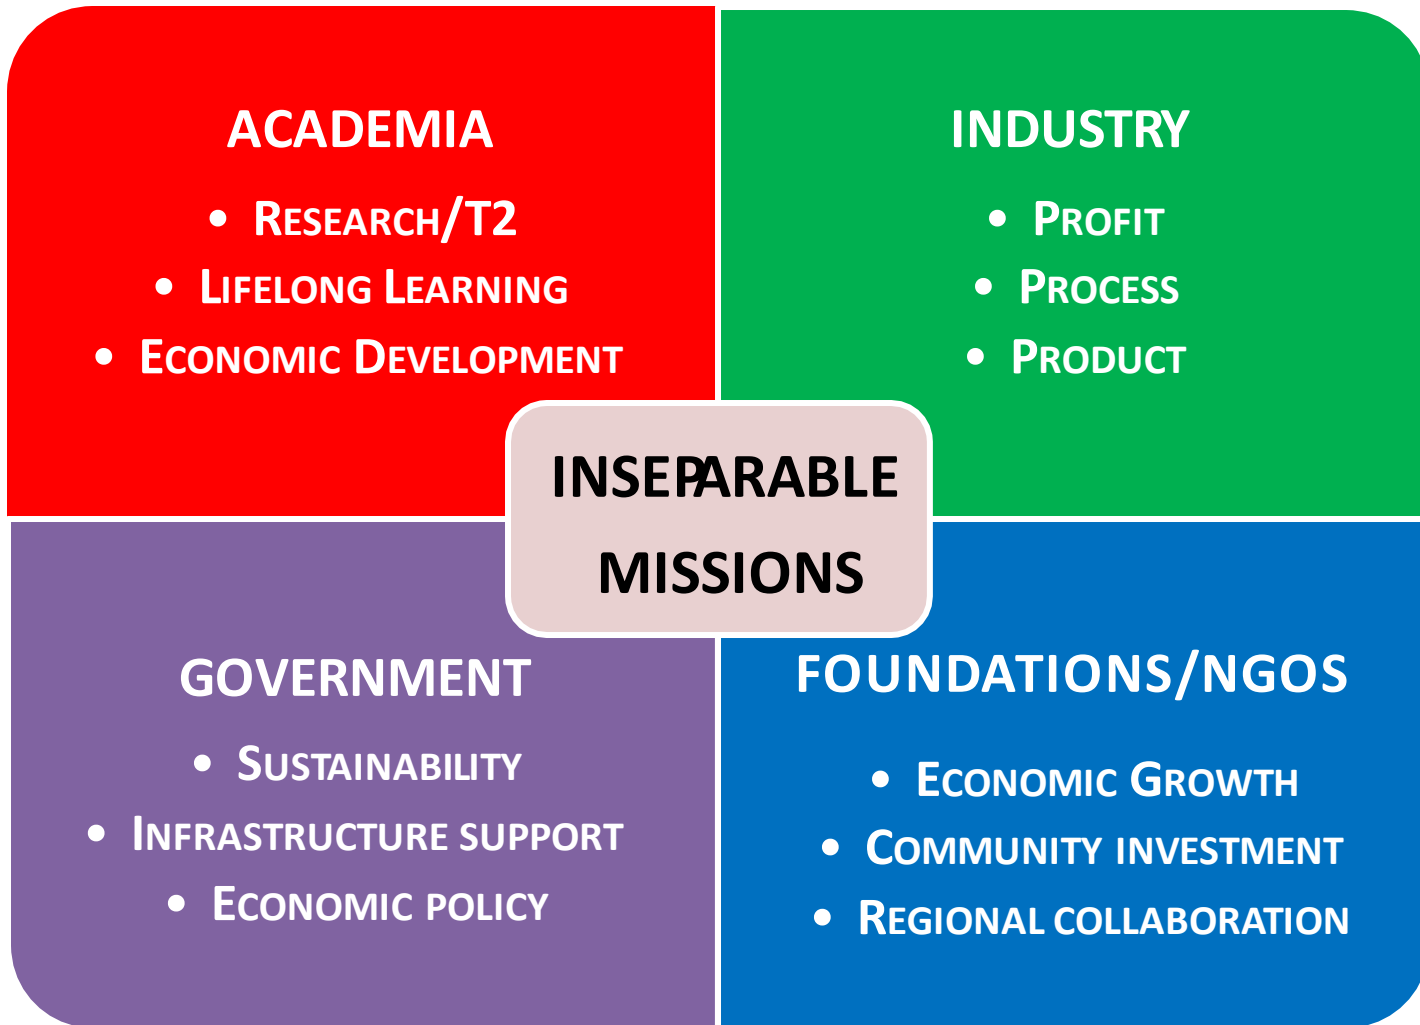 ACADEMIA
• RESEARCH/T2
• LIFELONG LEARNING
• ECONOMIC DEVELOPMENT
INDUSTRY
• PROFIT
• PROCESS
• PRODUCT
INSEPARABLE
MISSIONS
GOVERNMENT
• SUSTAINABILITY
• INFRASTRUCTURE SUPPORT
• ECONOMIC POLICY
FOUNDATIONS/NGOS
• ECONOMIC GROWTH
• COMMUNITY INVESTMENT
• REGIONAL COLLABORATION